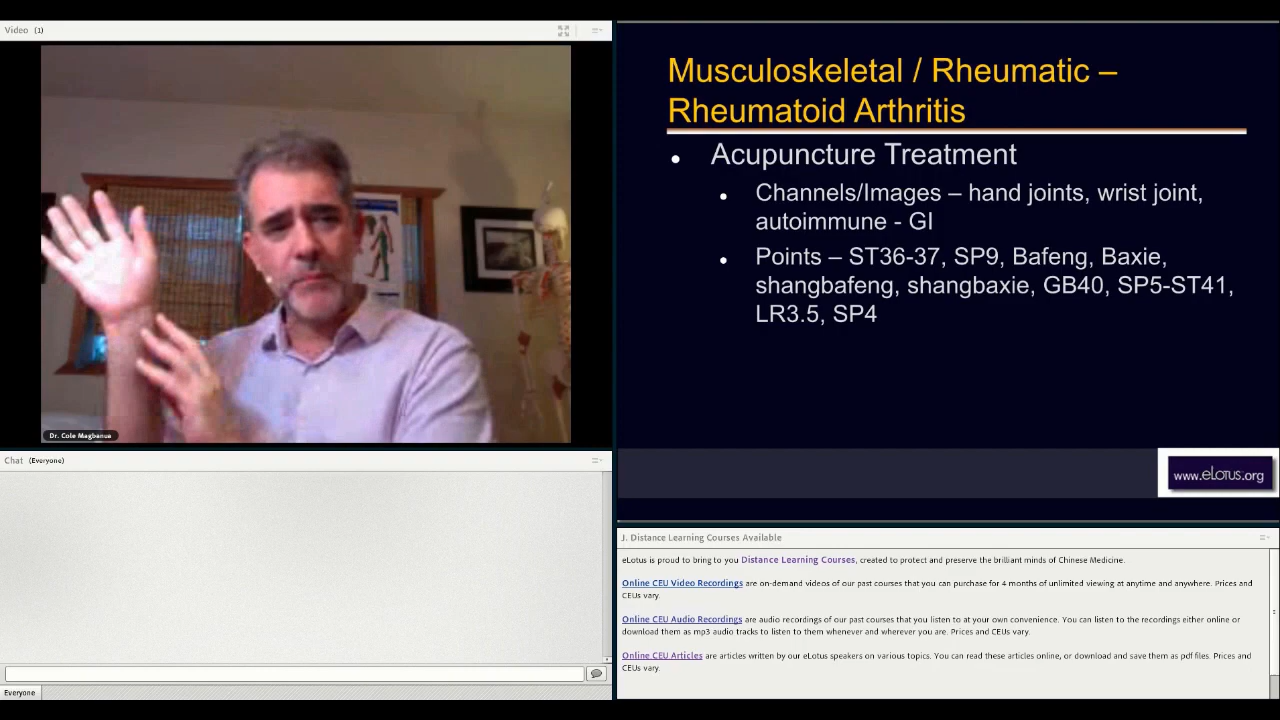 Video (1)
Dr. Cole Magbanua
Chat (Everyone)
Everyone
Musculoskeletal / Rheumatic –
Rheumatoid Arthritis
• Acupuncture Treatment
• Channels/Images – hand joints, wrist joint,
autoimmune - GI
• Points – ST36-37, SP9, Bafeng, Baxie,
shangbafeng, shangbaxie, GB40, SP5-ST41,
LR3.5, SP4
www.eLotus.org
J. Distance Learning Courses Available
eLotus is proud to bring to you Distance Learning Courses, created to protect and preserve the brilliant minds of Chinese Medicine.
Online CEU Video Recordings are on-demand videos of our past courses that you can purchase for 4 months of unlimited viewing at anytime and anywhere. Prices and
CEUs vary.
Online CEU Audio Recordings are audio recordings of our past courses that you listen to at your own convenience. You can listen to the recordings either online or
download them as mp3 audio tracks to listen to them whenever and wherever you are. Prices and CEUs vary.
Online CEU Articles are articles written by our eLotus speakers on various topics. You can read these articles online, or download and save them as pdf files. Prices and
CEUs vary.